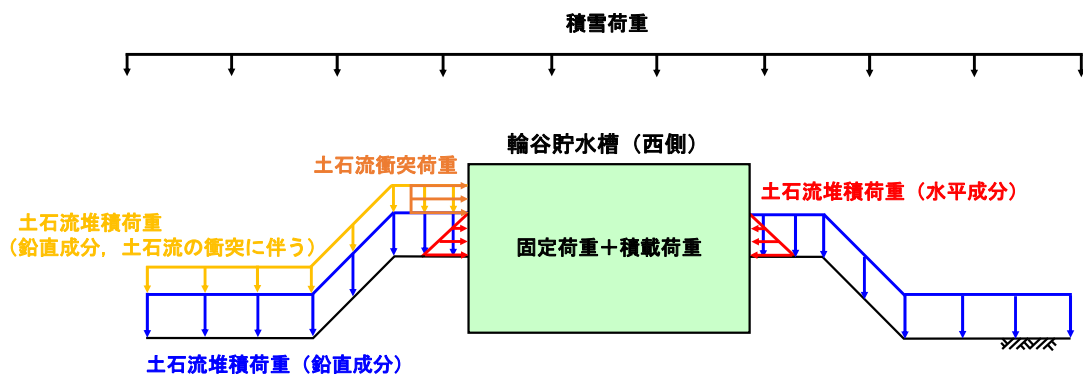 積雪荷重
輪谷貯水槽（西側）
土石流衝突荷重
土石流堆積荷重（水平成分）
土石流堆積荷重
（鉛直成分，土石流の衝突に伴う）
固定荷重＋積載荷重
土石流堆積荷重（鉛直成分）